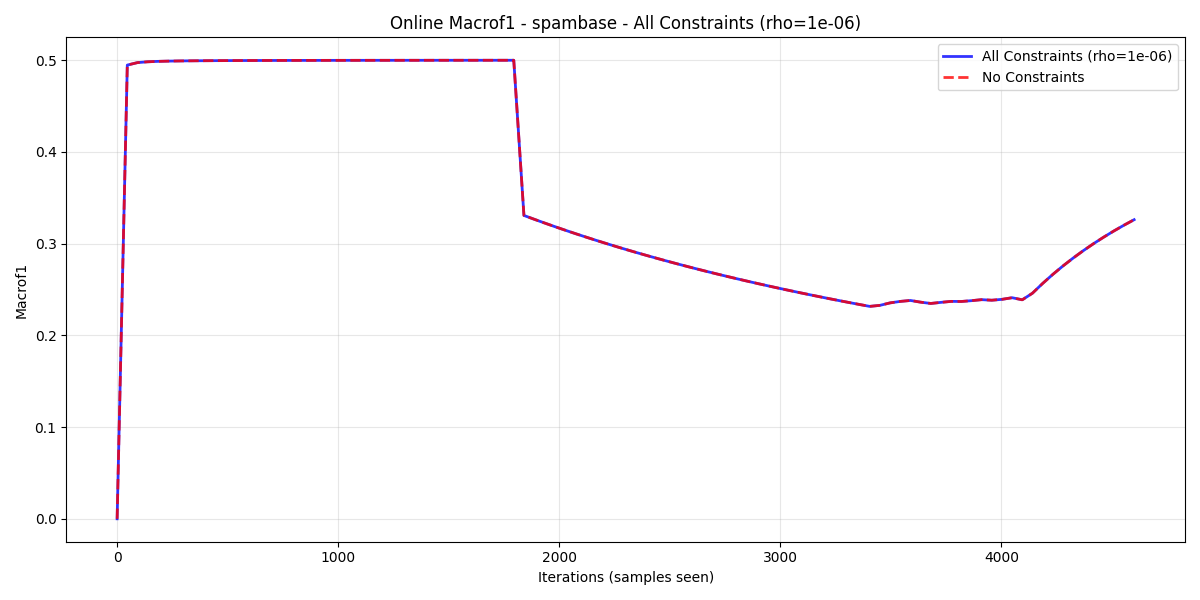 Online Macrof1 - spambase - All Constraints (rho=1e-06)
All Constraints (rho=1e-06)
No Constraints
Macrof1
0.5
0.4
0.3
0.2
0.1
0.0
0 1000 2000 3000 4000
Iterations (samples seen)